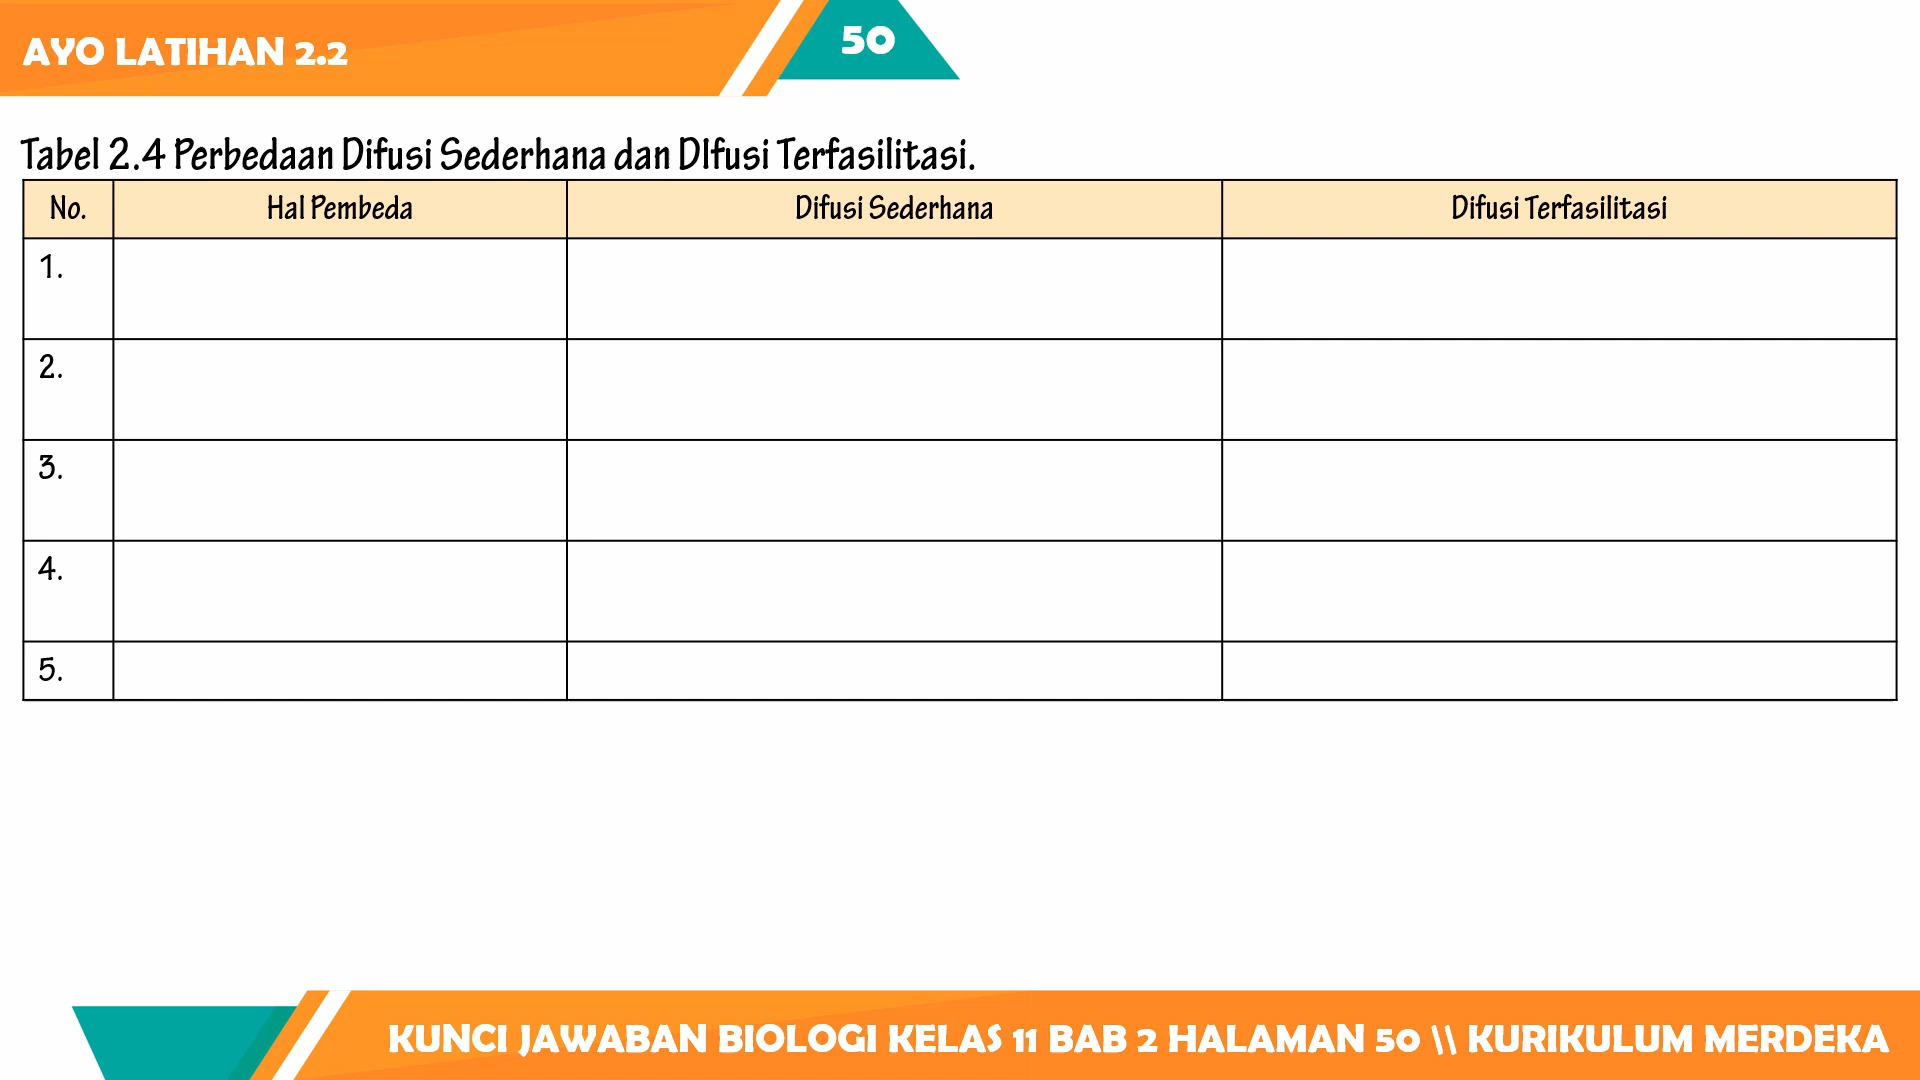 AYO LATIHAN 2.2
50
Tabel 2.4 Perbedaan Difusi Sederhana dan DIfusi Terfasilitasi.
No. Hal Pembeda Difusi Sederhana Difusi Terfasilitasi
1.
2.
3.
4.
5.
KUNCI JAWABAN BIOLOGI KELAS 11 BAB 2 HALAMAN 50 \\ KURIKULUM MERDEKA